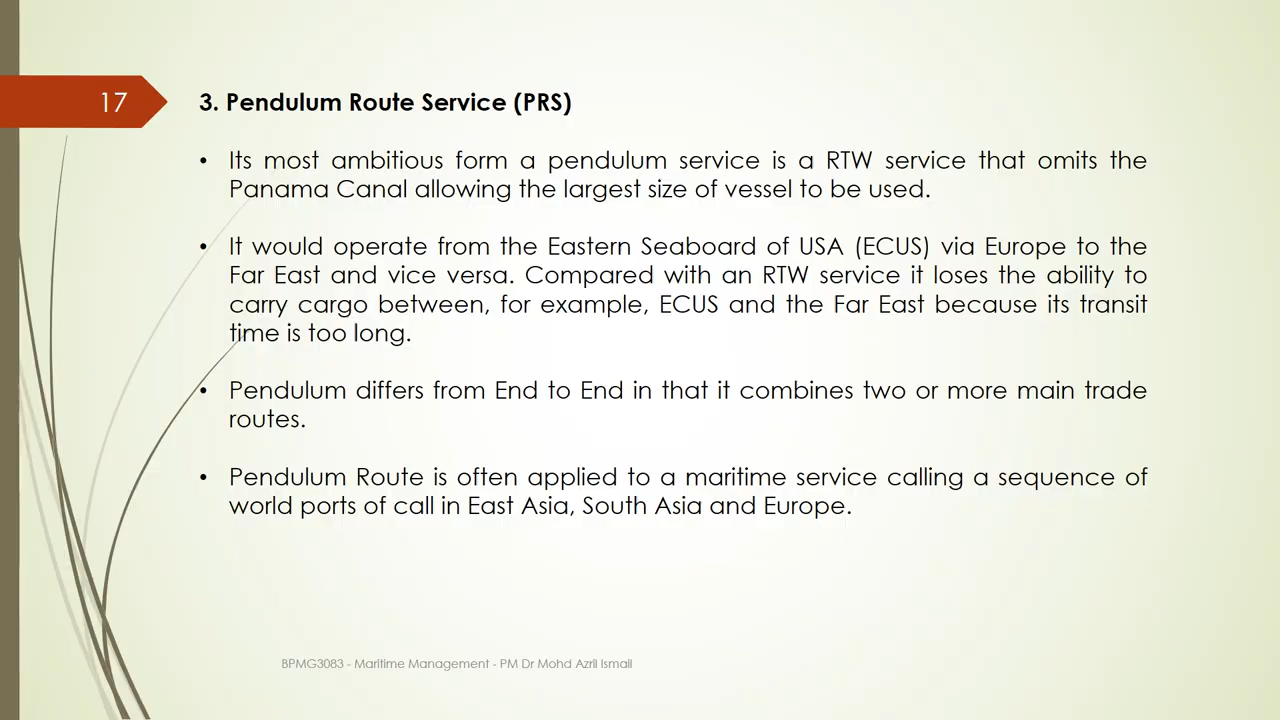 17
3. Pendulum Route Service (PRS)
• Its most ambitious form a pendulum service is a RTW service that omits the
Panama Canal allowing the largest size of vessel to be used.
• It would operate from the Eastern Seaboard of USA (ECUS) via Europe to the
Far East and vice versa. Compared with an RTW service it loses the ability to
carry cargo between, for example, ECUS and the Far East because its transit
time is too long.
• Pendulum differs from End to End in that it combines two or more main trade
routes.
• Pendulum Route is often applied to a maritime service calling a sequence of
world ports of call in East Asia, South Asia and Europe.
BPMG3083 - Maritime Management - PM Dr Mohd Azril Ismail